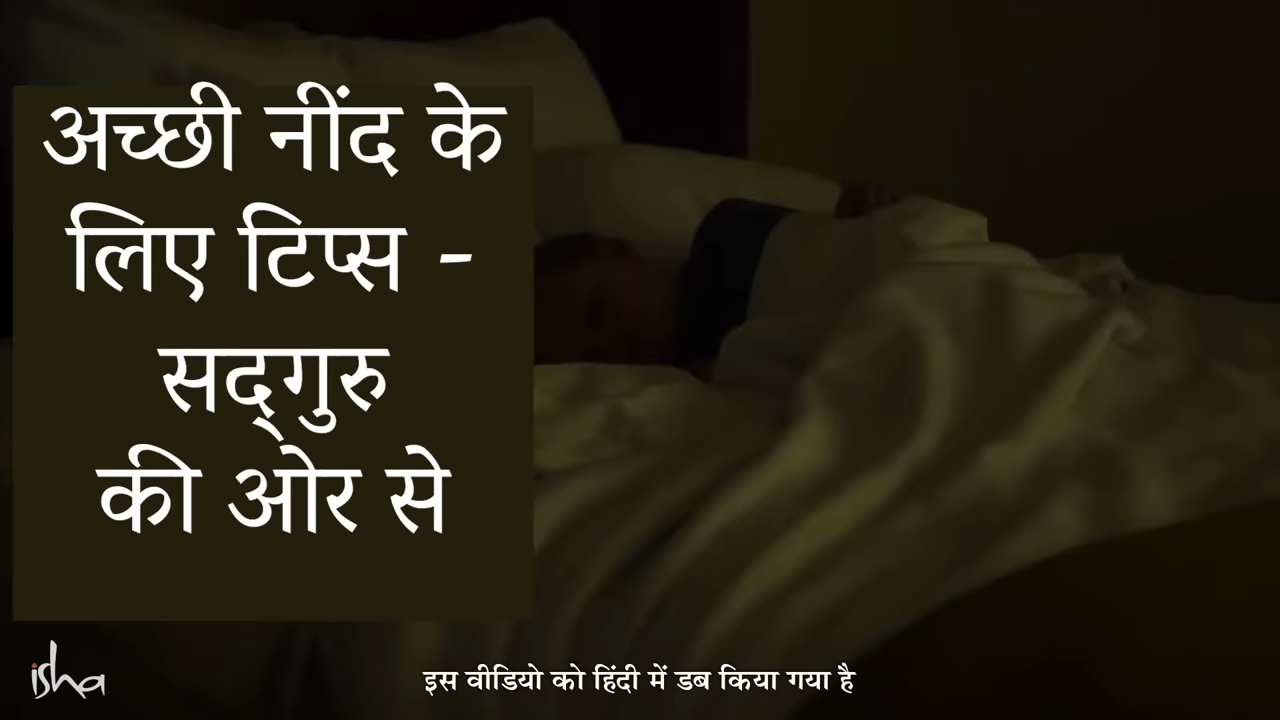 अच्छी नींद के
लिए टिप्स -
सद्गुरु
की ओर से
isha
इस वीडियो को हिंदी में डब किया गया है